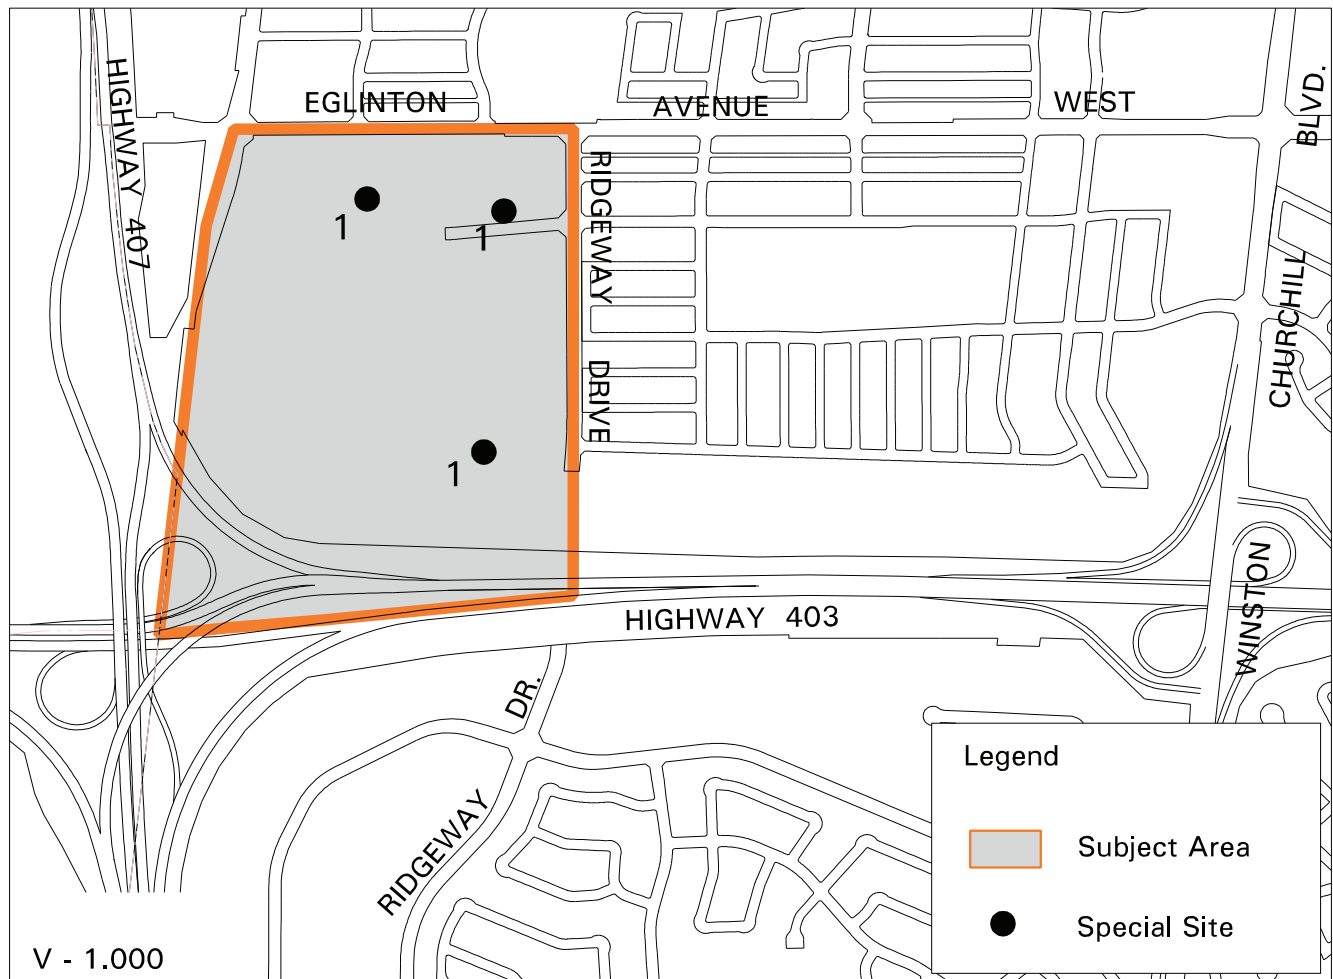 EGLINTON AVENUE WEST
HIGHWAY 407
BLVD.
CHURCHILL
WINSTON
RIDGEWAY DRIVE
1
1
1
HIGHWAY 403
RIDGEWAY DR.
Legend
Subject Area
Special Site
V - 1.000